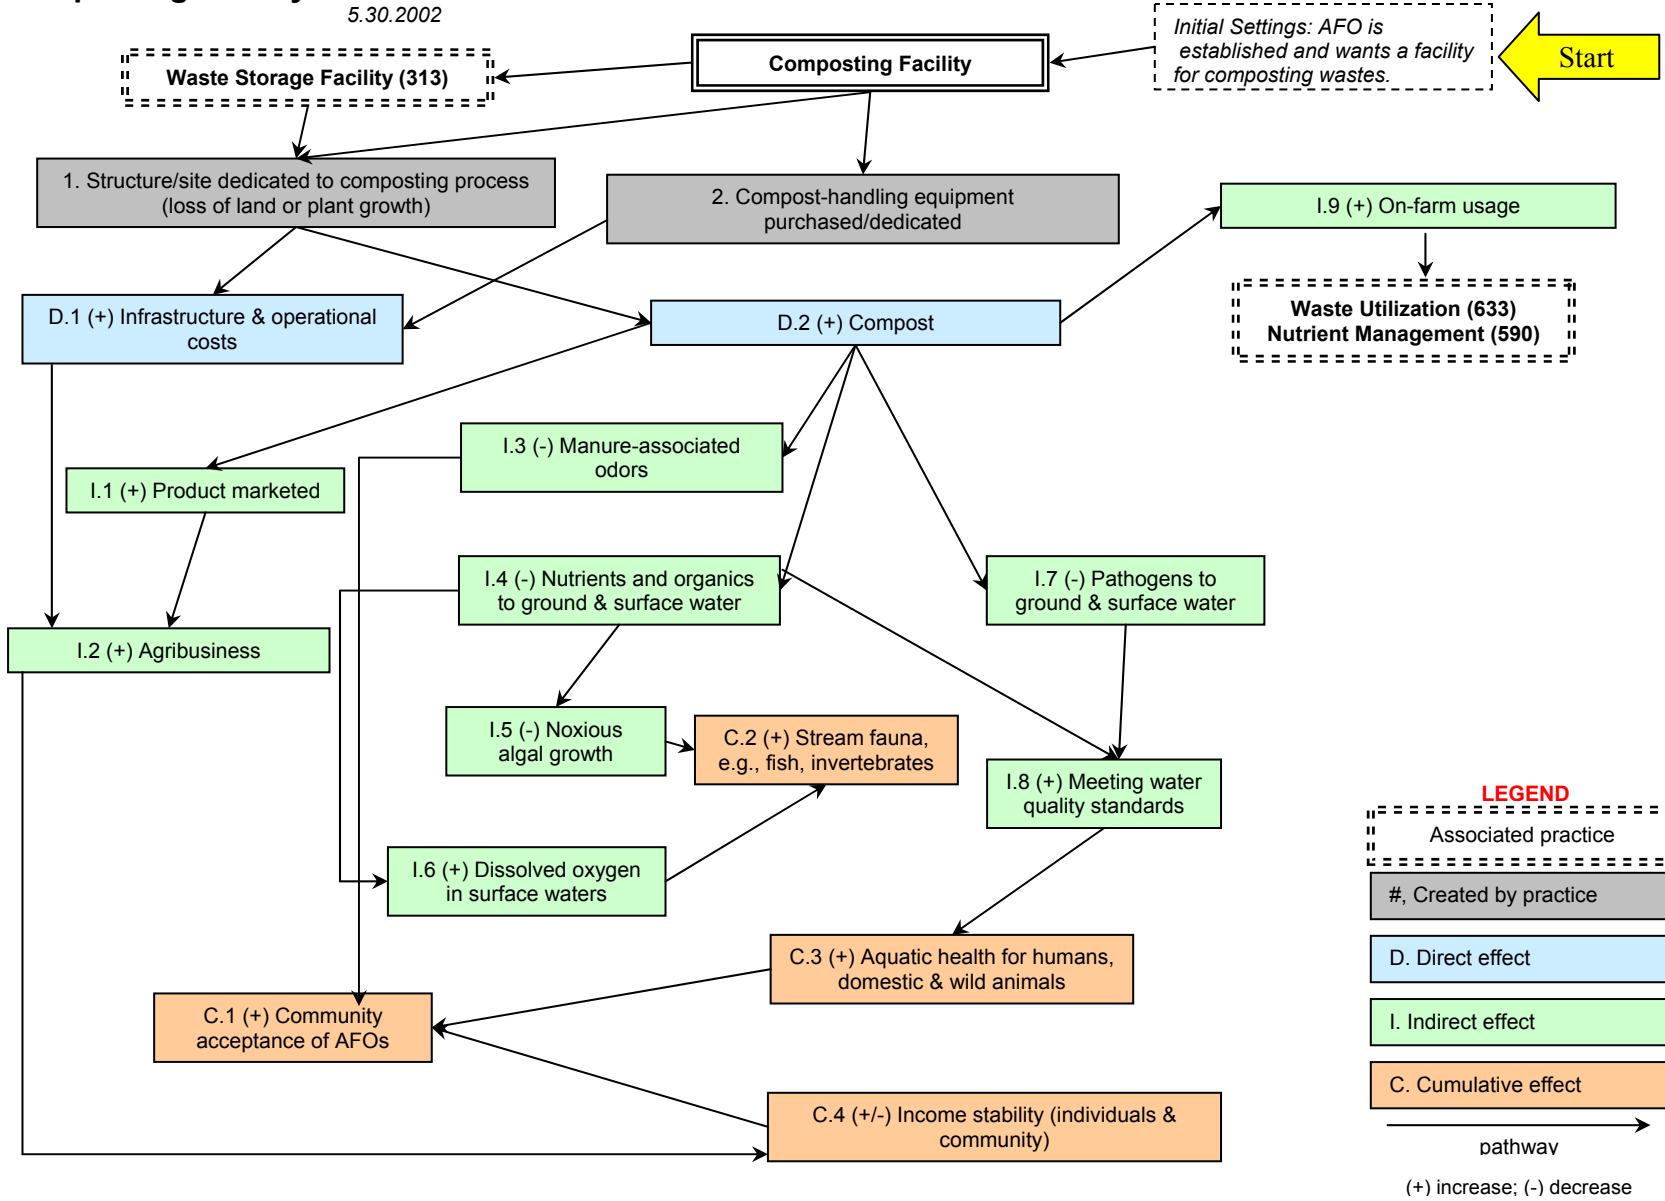 5.30.2002
Initial Settings: AFO is
established and wants a facility
for composting wastes.
Start
Waste Storage Facility (313)
Composting Facility
1. Structure/site dedicated to composting process
(loss of land or plant growth)
2. Compost-handling equipment
purchased/dedicated
I.9 (+) On-farm usage
D.1 (+) Infrastructure & operational
costs
D.2 (+) Compost
Waste Utilization (633)
Nutrient Management (590)
I.3 (-) Manure-associated
odors
I.1 (+) Product marketed
I.4 (-) Nutrients and organics
to ground & surface water
I.7 (-) Pathogens to
ground & surface water
I.2 (+) Agribusiness
I.5 (-) Noxious
algal growth
C.2 (+) Stream fauna,
e.g., fish, invertebrates
I.8 (+) Meeting water
quality standards
I.6 (+) Dissolved oxygen
in surface waters
C.3 (+) Aquatic health for humans,
domestic & wild animals
C.1 (+) Community
acceptance of AFOs
C.4 (+/-) Income stability (individuals &
community)
LEGEND
Associated practice
#, Created by practice
D. Direct effect
I. Indirect effect
C. Cumulative effect
pathway
(+) increase; (-) decrease